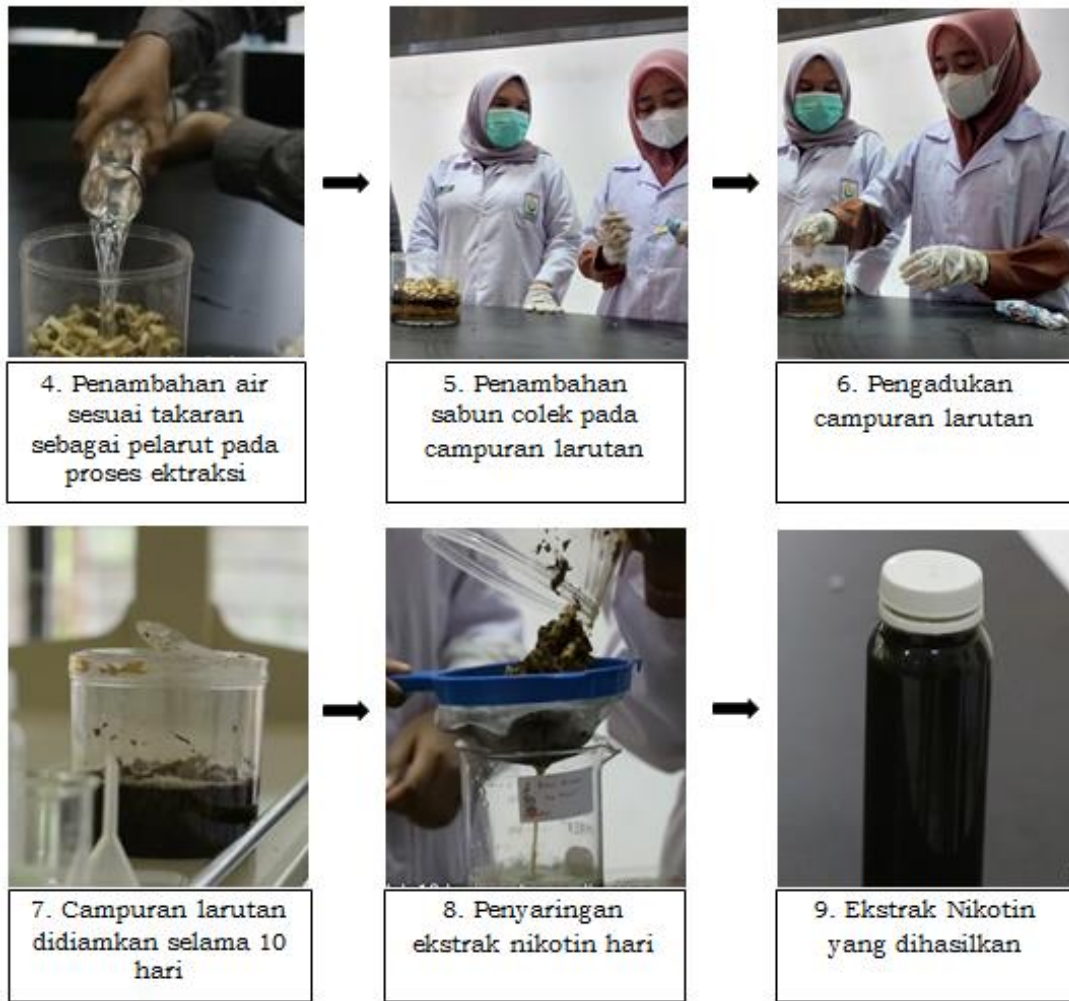 4. Penambahan air
sesuai takaran
sebagai pelarut pada
proses ektraksi
5. Penambahan
sabun colek pada
campuran larutan
6. Pengadukan
campuran larutan
7. Campuran larutan
didiamkan selama 10
hari
8. Penyaringan
ekstrak nikotin hari
9. Ekstrak Nikotin
yang dihasilkan